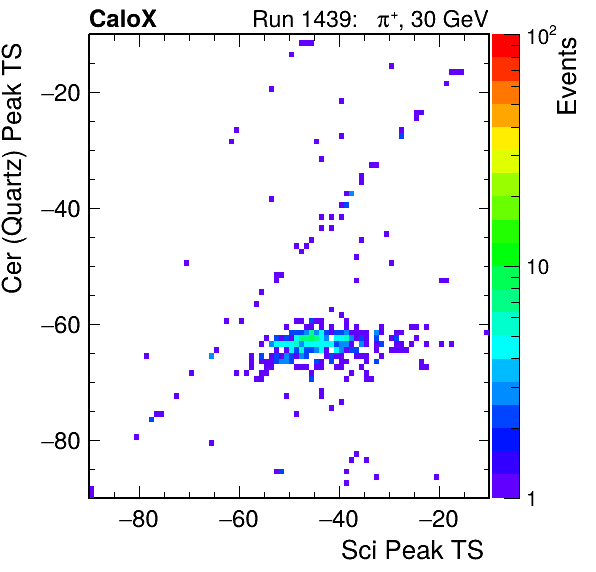 CaloX Run 1439: π⁺, 30 GeV
Cer (Quartz) Peak TS
−20
−40
−60
−80
−80 −60 −40 −20
Sci Peak TS
10²
10
1
Events